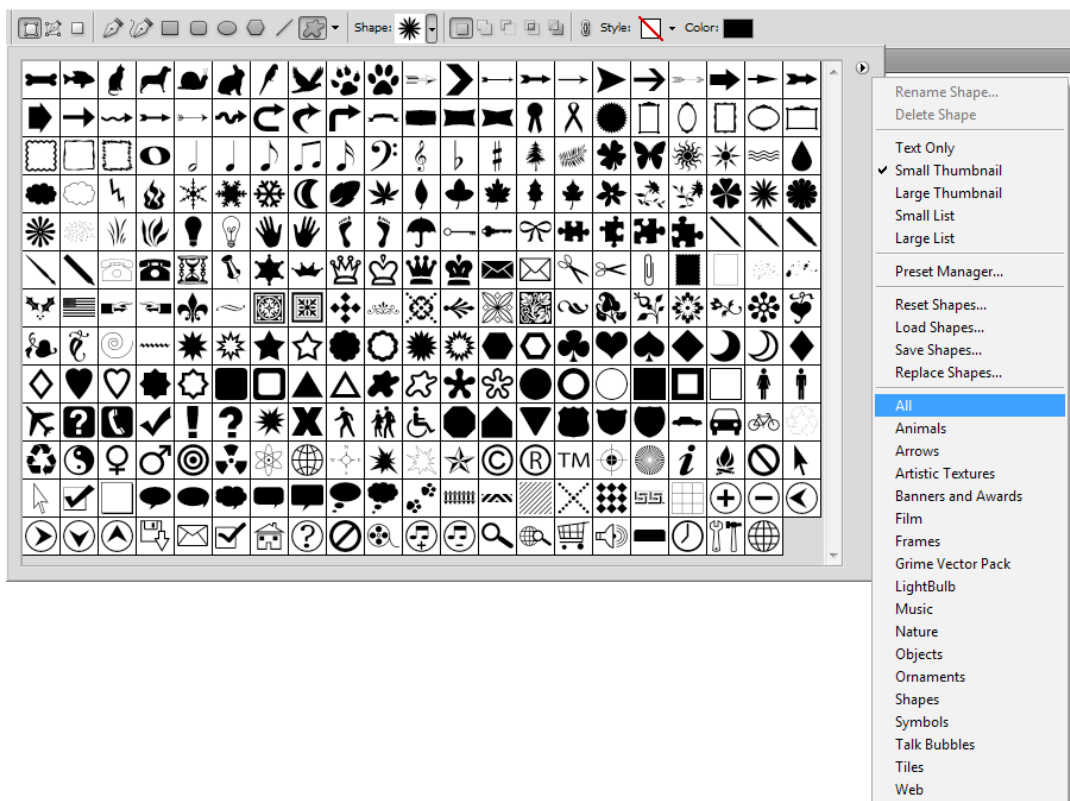 Shape:
Style:
Color:
Rename Shape...
Delete Shape
Text Only
Small Thumbnail
Large Thumbnail
Small List
Large List
Preset Manager...
Reset Shapes...
Load Shapes...
Save Shapes...
Replace Shapes...
All
Animals
Arrows
Artistic Textures
Banners and Awards
Film
Frames
Grime Vector Pack
LightBulb
Music
Nature
Objects
Ornaments
Shapes
Symbols
Talk Bubbles
Tiles
Web
TM